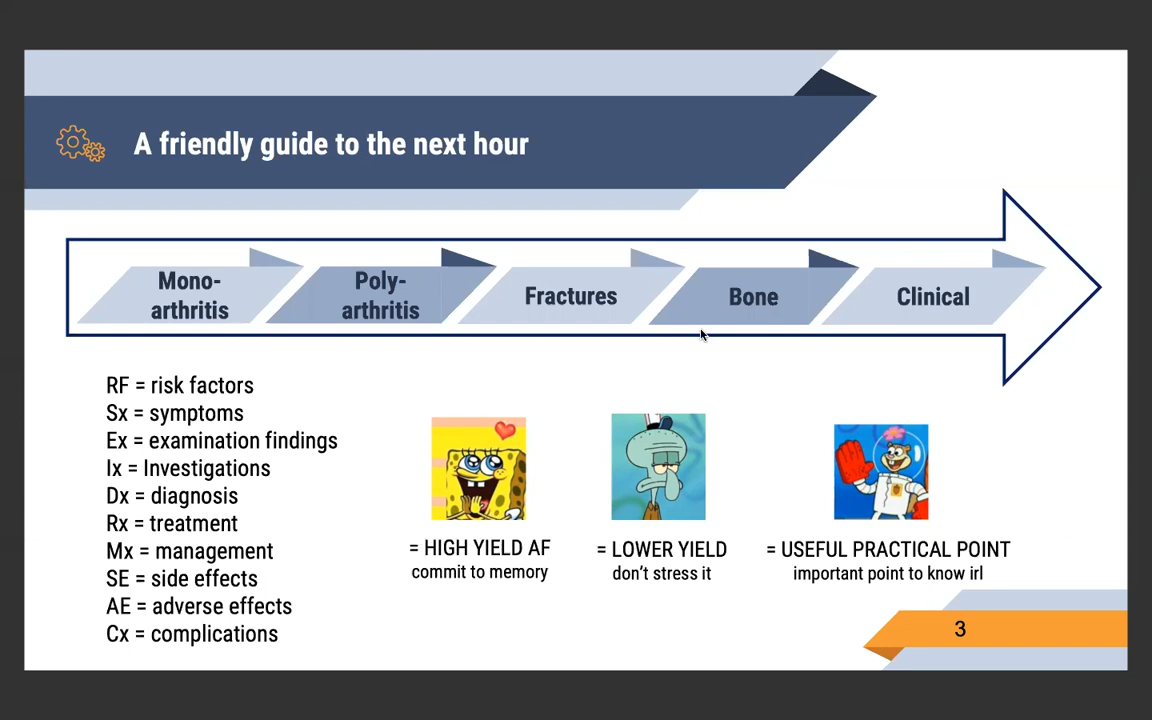 A friendly guide to the next hour
Mono-
arthritis
Poly-
arthritis
Fractures
Bone
Clinical
RF = risk factors
Sx = symptoms
Ex = examination findings
Ix = Investigations
Dx = diagnosis
Rx = treatment
Mx = management
SE = side effects
AE = adverse effects
Cx = complications
= HIGH YIELD AF
commit to memory
= LOWER YIELD
don't stress it
= USEFUL PRACTICAL POINT
important point to know irl
3